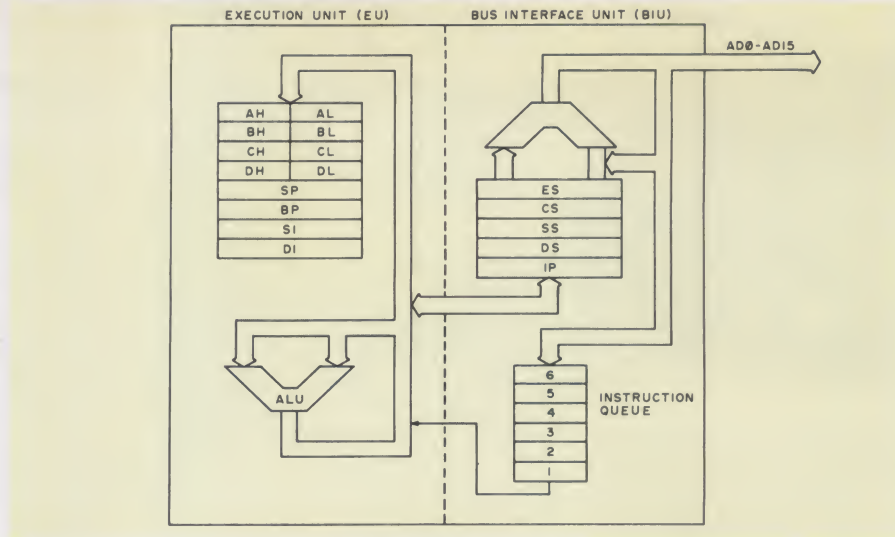 EXECUTION UNIT (EU)
BUS INTERFACE UNIT (BIU)
ADØ-AD15
AH AL
BH BL
CH CL
DH DL
SP
BP
SI
DI
ES
CS
SS
DS
IP
ALU
6
5
4
3
2
1
INSTRUCTION
QUEUE